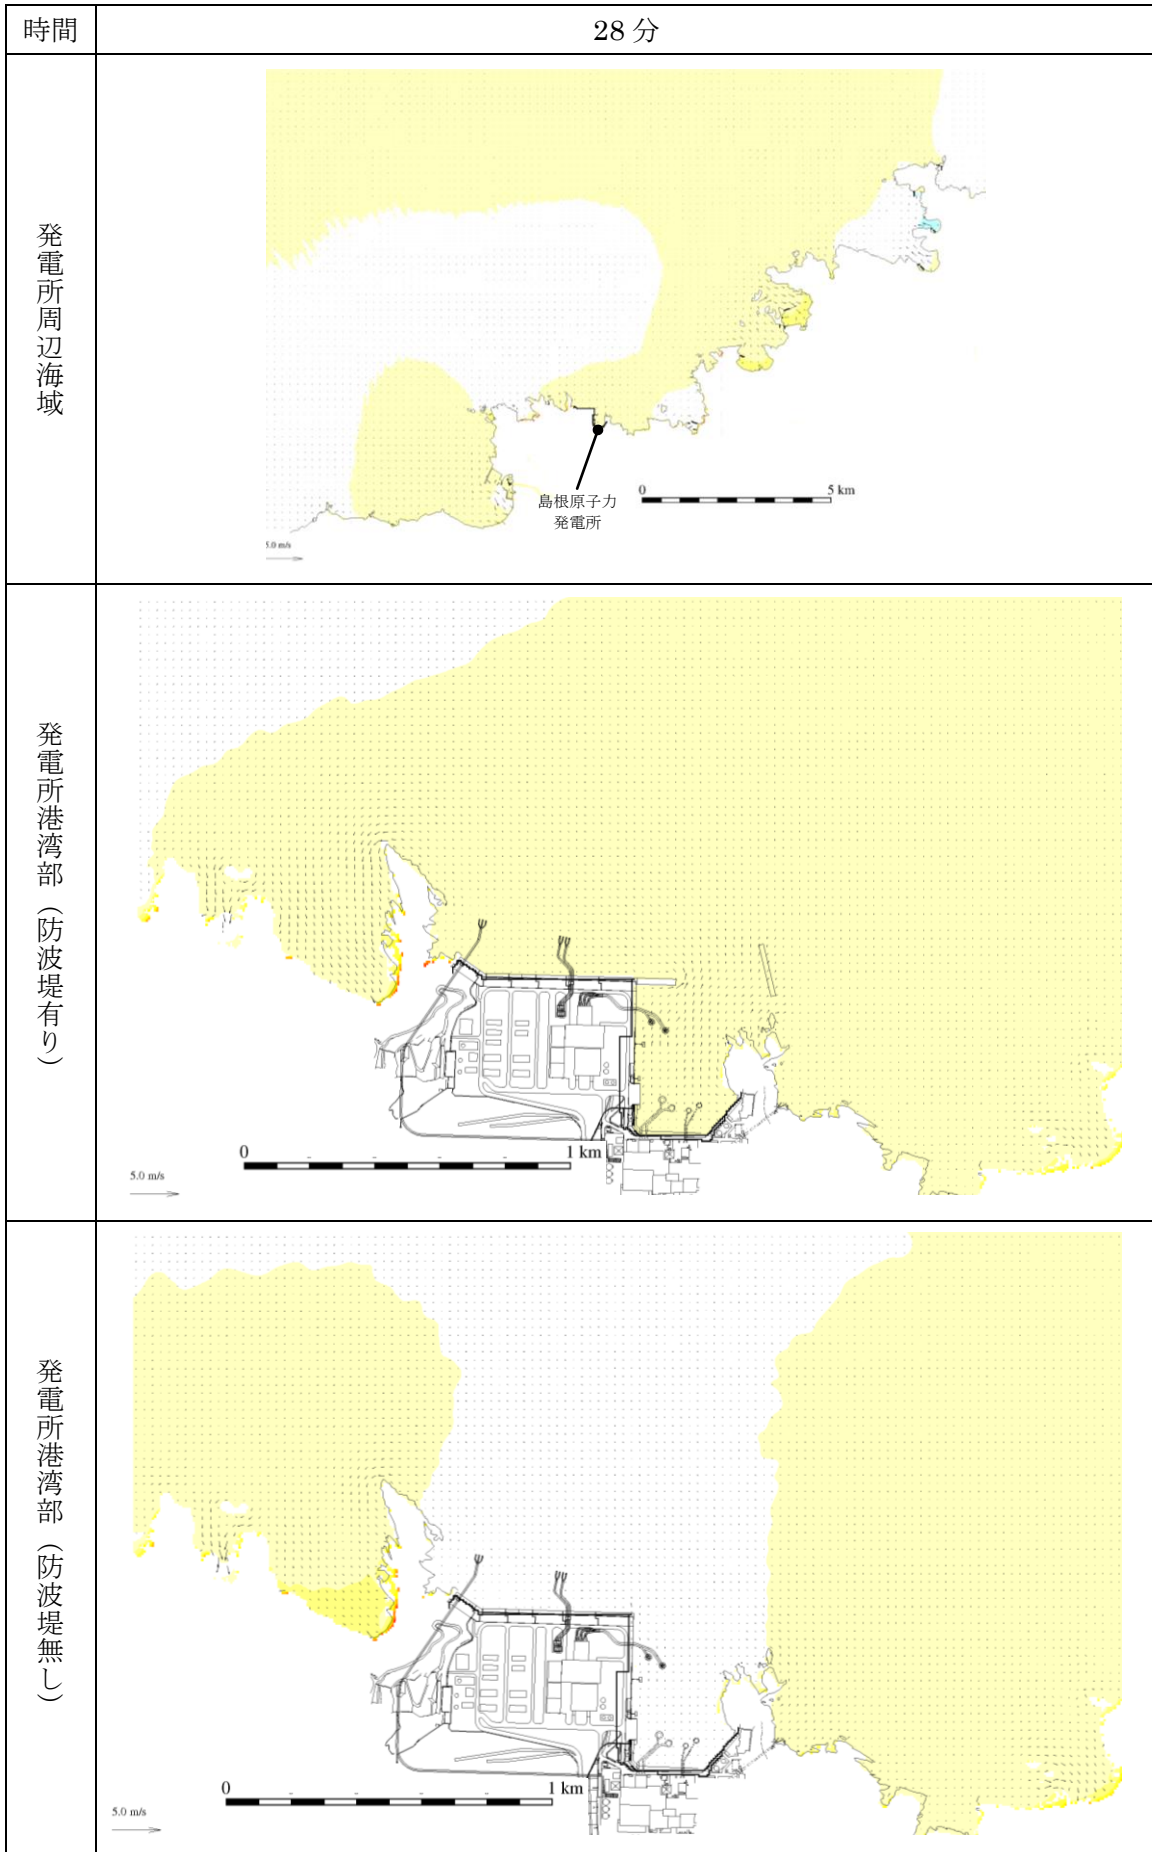 時間
28 分
発電所周辺海域
島根原子力
発電所
0
5 km
5.0 m/s
発電所港湾部（防波堤有り）
0
1 km
5.0 m/s
発電所港湾部（防波堤無し）
0
1 km
5.0 m/s